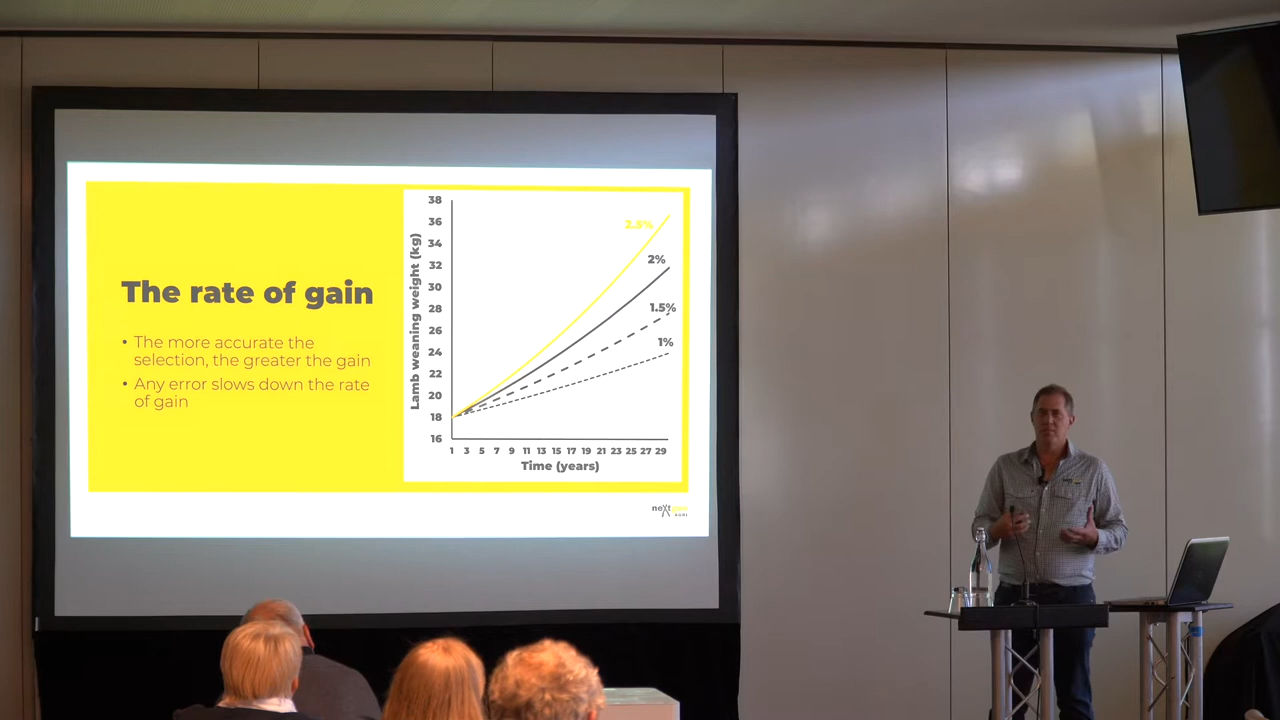 The rate of gain
• The more accurate the
selection, the greater the gain
• Any error slows down the rate
of gain
Lamb weaning weight (kg)
38
36
34
32
30
28
26
24
22
20
18
16
2.5%
2%
1.5%
1%
1 3 5 7 9 11 13 15 17 19 21 23 25 27 29
Time (years)
next
AGRI